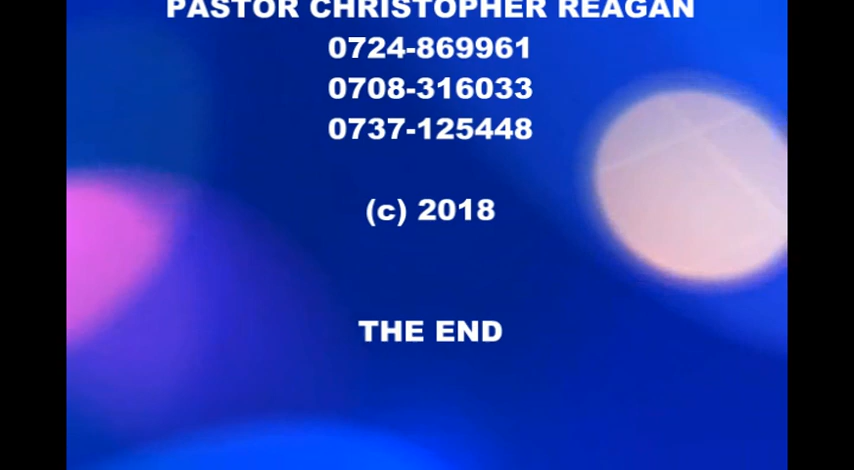 PASTOR CHRISTOPHER REAGAN
0724-869961
0708-316033
0737-125448
(c) 2018
THE END